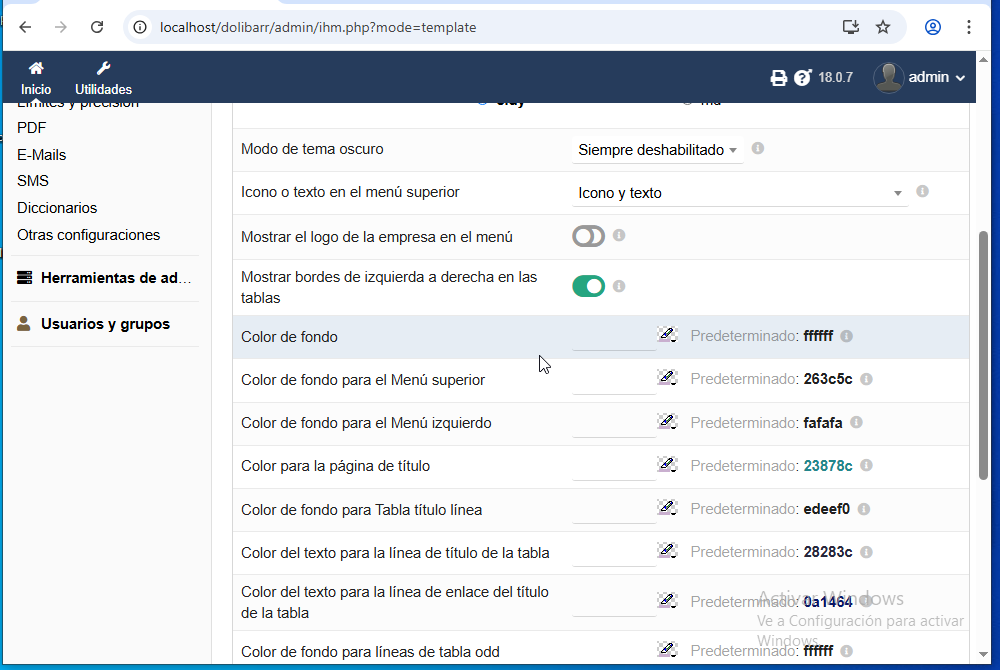 localhost/dolibarr/admin/ihm.php?mode=template
Inicio
Utilidades
18.0.7
admin
Límites y precisión
PDF
E-Mails
SMS
Diccionarios
Otras configuraciones
Herramientas de ad...
Usuarios y grupos
Modo de tema oscuro
Siempre deshabilitado
Icono o texto en el menú superior
Icono y texto
Mostrar el logo de la empresa en el menú
Mostrar bordes de izquierda a derecha en las
tablas
Color de fondo
Predeterminado: ffffff
Color de fondo para el Menú superior
Predeterminado: 263c5c
Color de fondo para el Menú izquierdo
Predeterminado: fafafa
Color para la página de título
Predeterminado: 23878c
Color de fondo para Tabla título línea
Predeterminado: edeef0
Color del texto para la línea de título de la tabla
Predeterminado: 28283c
Color del texto para la línea de enlace del título
de la tabla
Predeterminado: 0a1464
Color de fondo para líneas de tabla odd
Predeterminado: ffffff
Activar Windows
Ve a Configuración para activar
Windows.